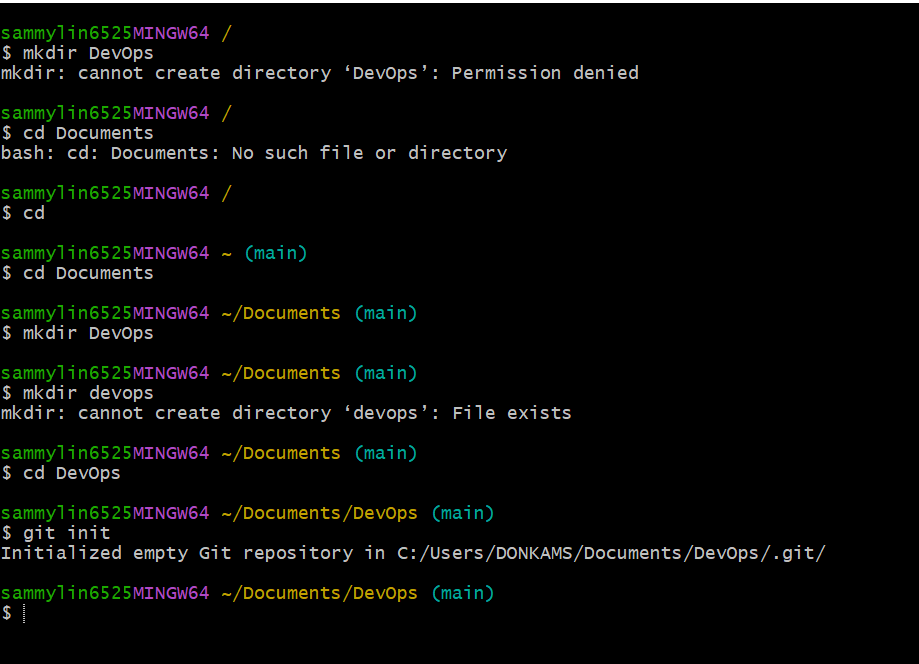 sammylin6525MINGW64 /
$ mkdir DevOps
mkdir: cannot create directory ‘DevOps’: Permission denied
sammylin6525MINGW64 /
$ cd Documents
bash: cd: Documents: No such file or directory
sammylin6525MINGW64 /
$ cd
sammylin6525MINGW64 ~ (main)
$ cd Documents
sammylin6525MINGW64 ~/Documents (main)
$ mkdir DevOps
sammylin6525MINGW64 ~/Documents (main)
$ mkdir devops
mkdir: cannot create directory ‘devops’: File exists
sammylin6525MINGW64 ~/Documents (main)
$ cd DevOps
sammylin6525MINGW64 ~/Documents/DevOps (main)
$ git init
Initialized empty Git repository in C:/Users/DONKAMS/Documents/DevOps/.git/
sammylin6525MINGW64 ~/Documents/DevOps (main)
$